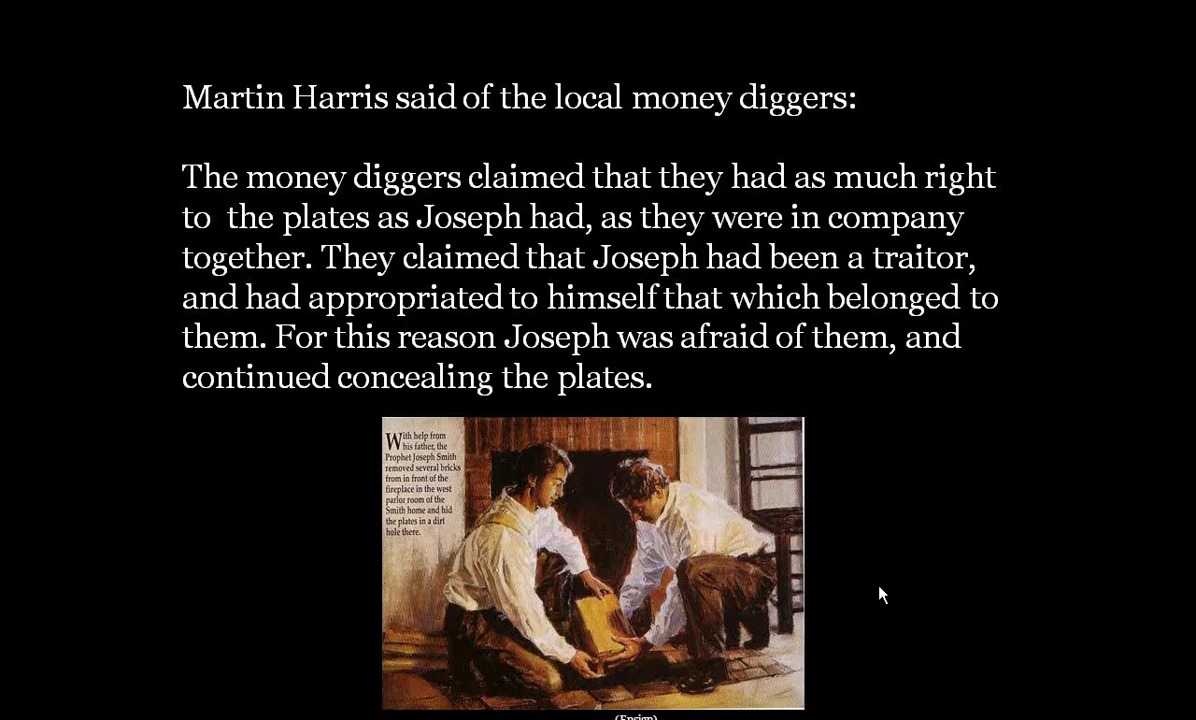 Martin Harris said of the local money diggers:
The money diggers claimed that they had as much right
to the plates as Joseph had, as they were in company
together. They claimed that Joseph had been a traitor,
and had appropriated to himself that which belonged to
them. For this reason Joseph was afraid of them, and
continued concealing the plates.
With help from
his father, the
Prophet Joseph Smith
removed several bricks
from in front of the
fireplace in the west
parlor room of the
Smith home and hid
the plates in a dirt
hole there.
(Ensign)